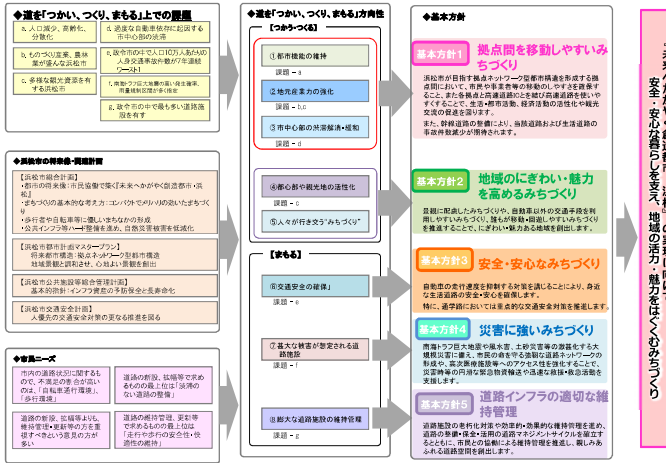 ◆道を「つかい、つくり、まもる」上での課題
a. 人口減少、高齢化、
分散化
b. ものづくり産業、農林
業が盛んな浜松市
c. 多様な観光資源を有
する浜松市
d. 過度な自動車依存に起因する
市中心部の渋滞
e. 政令市の中で人口10万人あたりの
人身交通事故件数が7年連続
ワースト1
f. 南海トラフ巨大地震の高い発生確率、
雨量規制区間が多く指定
g. 政令市の中で最も多い道路施
設を有す
◆浜松市の将来像・関連計画
【浜松市総合計画】
・都市の将来像:市民協働で築く『未来へかがやく創造都市・浜
松』
・まちづくりの基本的な考え方:コンパクトでメリハリの効いたまちづく
り
・歩行者や自転車等に優しいまちなかの形成
・公共インフラ等ハード整備を進め、自然災害被害を低減化
【浜松市都市計画マスタープラン】
将来都市構造:拠点ネットワーク型都市構造
地域景観と調和させ、心地よい景観を創出
【浜松市公共施設等総合管理計画】
基本的指針:インフラ資産の予防保全と長寿命化
【浜松市交通安全計画】
人優先の交通安全対策の更なる推進を図る
◆市民ニーズ
市内の道路状況に関するも
ので、不満足の割合が高い
のは、「自転車通行環境」、
「歩行環境」
道路の新設、拡幅等で求め
るものの最上位は「渋滞の
ない道路の整備」
道路の新設、拡幅等よりも、
維持管理・更新等の方を重
視すべきという意見の方が
多い
道路の維持管理、更新等
で求めるものの最上位は
「走行や歩行の安全性・快
適性の維持」
◆道を「つかい、つくり、まもる」方向性
【つかう・つくる】
①都市機能の維持
課題 - a
②地元産業力の強化
課題 - b,c
③市中心部の渋滞解消・緩和
課題 - d
④都心部や観光地の活性化
課題 - c
⑤人々が行き交う“みちづくり”
【まもる】
⑥交通安全の確保
課題 - e
⑦甚大な被害が想定される道
路施設
課題 - f
⑧膨大な道路施設の維持管理
課題 - g
◆基本方針
基本方針1
拠点間を移動しやすいみ
ちづくり
浜松市が目指す拠点ネットワーク型都市構造を形成する拠
点間において、市民や事業者等の移動のしやすさを確保す
ること、また各拠点と高速道路ICとを結び高速道路を使いや
すくすることで、生活・都市活動、経済活動の活性化や観光
交流の促進を図ります。
また、幹線道路の整備により、当該道路および生活道路の
事故件数減少が期待されます。
基本方針2
地域のにぎわい・魅力
を高めるみちづくり
景観に配慮したみちづくりや、自動車以外の交通手段を利
用しやすいみちづくり、誰もが移動・回遊しやすいみちづくり
を推進することで、にぎわい・魅力ある地域を創出します。
基本方針3
安全・安心なみちづくり
自動車の走行速度を抑制する対策を講じることにより、身近
な生活道路の安全・安心を確保します。
特に、通学路においては重点的な交通安全対策を推進します。
基本方針4
災害に強いみちづくり
南海トラフ巨大地震や風水害、土砂災害等の激甚化する大
規模災害に備え、市民の命を守る強靭な道路ネットワークの
形成や、高次医療施設等へのアクセス性を強化することで、
災害時等の円滑な緊急物資輸送や迅速な救援・救急活動を
支援します。
基本方針5
道路インフラの適切な維
持管理
道路施設の老朽化対策や効率的・効果的な維持管理を進め、
道路の整備・保全・活用の道路マネジメントサイクルを確立す
るとともに、市民との協働による維持管理を推進し、親しみあ
ふれる道路空間を創出します。
安全・安心な暮らしを支え、地域の活力・魅力をはぐくむみちづくり